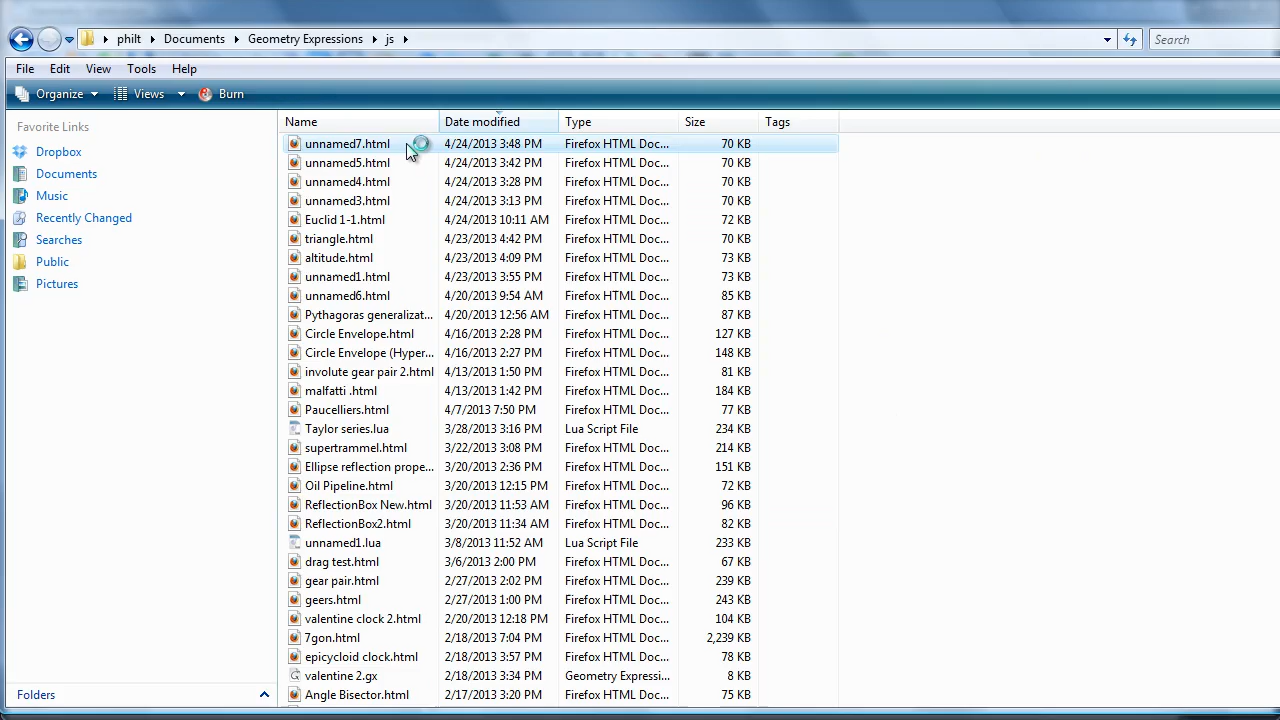 philt Documents Geometry Expressions js Search
File Edit View Tools Help
Organize Views Burn
Favorite Links
Dropbox
Documents
Music
Recently Changed
Searches
Public
Pictures
Folders
Name Date modified Type Size Tags
unnamed7.html 4/24/2013 3:48 PM Firefox HTML Doc... 70 KB
unnamed5.html 4/24/2013 3:42 PM Firefox HTML Doc... 70 KB
unnamed4.html 4/24/2013 3:28 PM Firefox HTML Doc... 70 KB
unnamed3.html 4/24/2013 3:13 PM Firefox HTML Doc... 70 KB
Euclid 1-1.html 4/24/2013 10:11 AM Firefox HTML Doc... 72 KB
triangle.html 4/23/2013 4:42 PM Firefox HTML Doc... 70 KB
altitude.html 4/23/2013 4:09 PM Firefox HTML Doc... 73 KB
unnamed1.html 4/23/2013 3:55 PM Firefox HTML Doc... 73 KB
unnamed6.html 4/20/2013 9:54 AM Firefox HTML Doc... 85 KB
Pythagoras generalizat... 4/20/2013 12:56 AM Firefox HTML Doc... 87 KB
Circle Envelope.html 4/16/2013 2:28 PM Firefox HTML Doc... 127 KB
Circle Envelope (Hyper... 4/16/2013 2:27 PM Firefox HTML Doc... 143 KB
involute gear pair 2.html 4/13/2013 1:50 PM Firefox HTML Doc... 81 KB
malfatti .html 4/13/2013 1:42 PM Firefox HTML Doc... 184 KB
Paucelliers.html 4/7/2013 7:50 PM Firefox HTML Doc... 77 KB
Taylor series.lua 3/28/2013 3:16 PM Lua Script File 234 KB
supertrammel.html 3/22/2013 3:08 PM Firefox HTML Doc... 214 KB
Ellipse reflection prope... 3/20/2013 2:36 PM Firefox HTML Doc... 151 KB
Oil Pipeline.html 3/20/2013 12:15 PM Firefox HTML Doc... 72 KB
ReflectionBox New.html 3/20/2013 11:53 AM Firefox HTML Doc... 96 KB
ReflectionBox2.html 3/20/2013 11:34 AM Firefox HTML Doc... 82 KB
unnamed1.lua 3/8/2013 11:52 AM Lua Script File 233 KB
drag test.html 3/6/2013 2:00 PM Firefox HTML Doc... 67 KB
gear pair.html 2/27/2013 2:02 PM Firefox HTML Doc... 239 KB
geers.html 2/27/2013 1:00 PM Firefox HTML Doc... 243 KB
valentine clock 2.html 2/20/2013 12:18 PM Firefox HTML Doc... 104 KB
7gon.html 2/18/2013 7:04 PM Firefox HTML Doc... 2,239 KB
epicycloid clock.html 2/18/2013 3:57 PM Firefox HTML Doc... 78 KB
valentine 2.gx 2/18/2013 3:34 PM Geometry Expressi... 8 KB
Angle Bisector.html 2/17/2013 3:20 PM Firefox HTML Doc... 75 KB